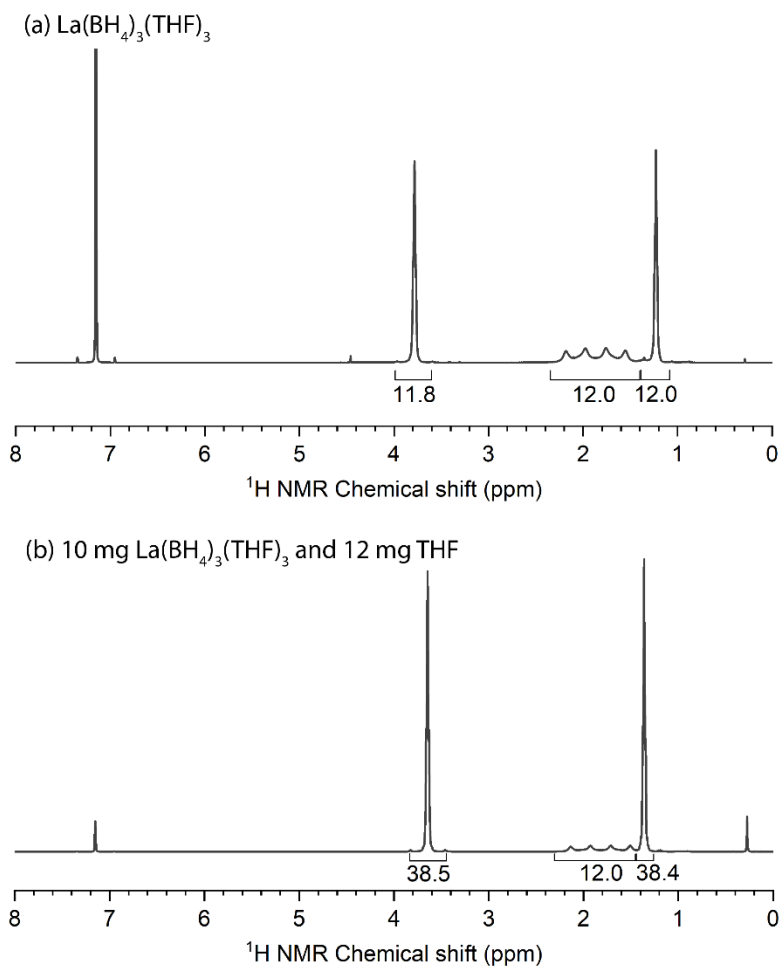 (a) La(BH₄)₃(THF)₃
11.8 12.0 12.0
8 7 6 5 4 3 2 1 0
¹H NMR Chemical shift (ppm)
(b) 10 mg La(BH₄)₃(THF)₃ and 12 mg THF
38.5 12.0 38.4
8 7 6 5 4 3 2 1 0
¹H NMR Chemical shift (ppm)